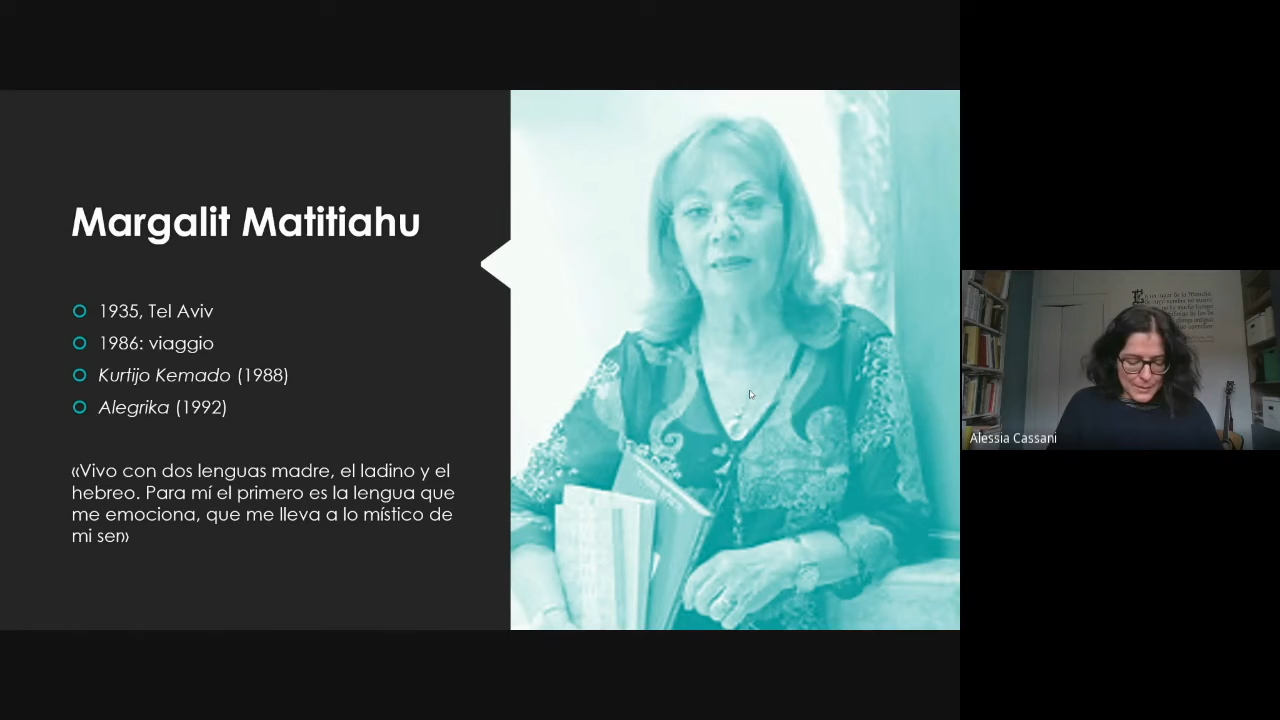 Margalit Matitiahu
1935, Tel Aviv
1986: viaggio
Kurtijo Kemado (1988)
Alegrika (1992)
«Vivo con dos lenguas madre, el ladino y el
hebreo. Para mí el primero es la lengua que
me emociona, que me lleva a lo místico de
mi ser»
Alessia Cassani